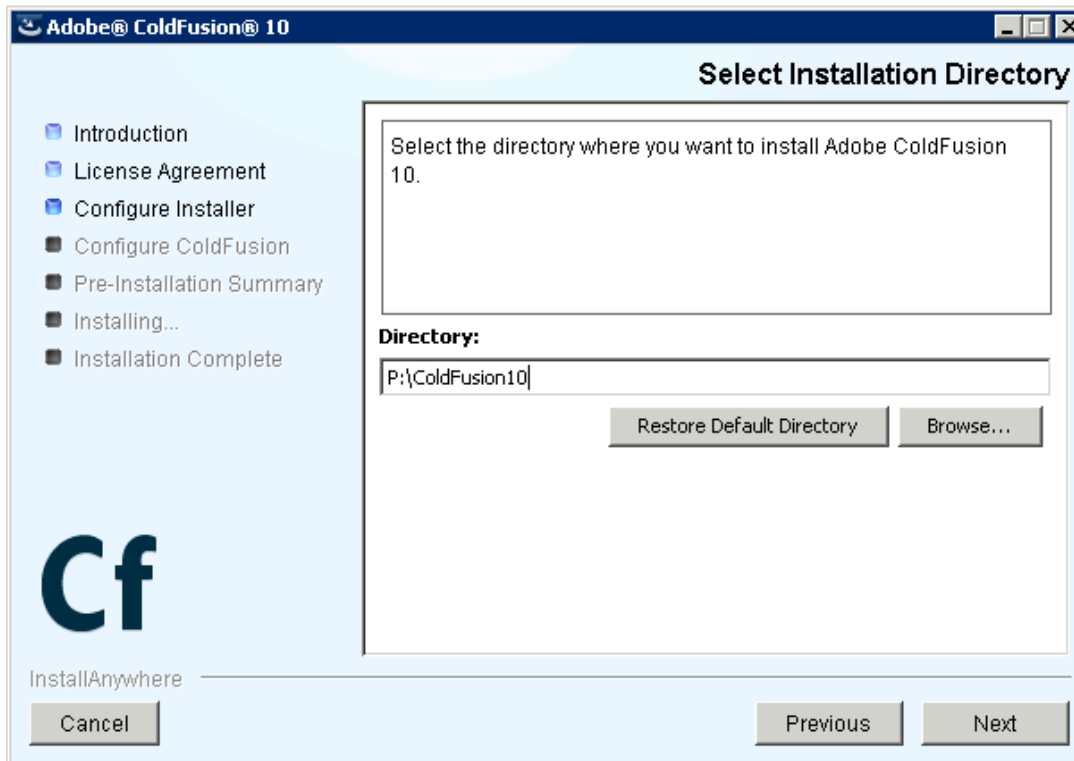 Adobe® ColdFusion® 10
Select Installation Directory
Introduction
License Agreement
Configure Installer
Configure ColdFusion
Pre-Installation Summary
Installing...
Installation Complete
Select the directory where you want to install Adobe ColdFusion
10.
Directory:
P:\ColdFusion10
Restore Default Directory
Browse...
Cf
InstallAnywhere
Cancel
Previous
Next